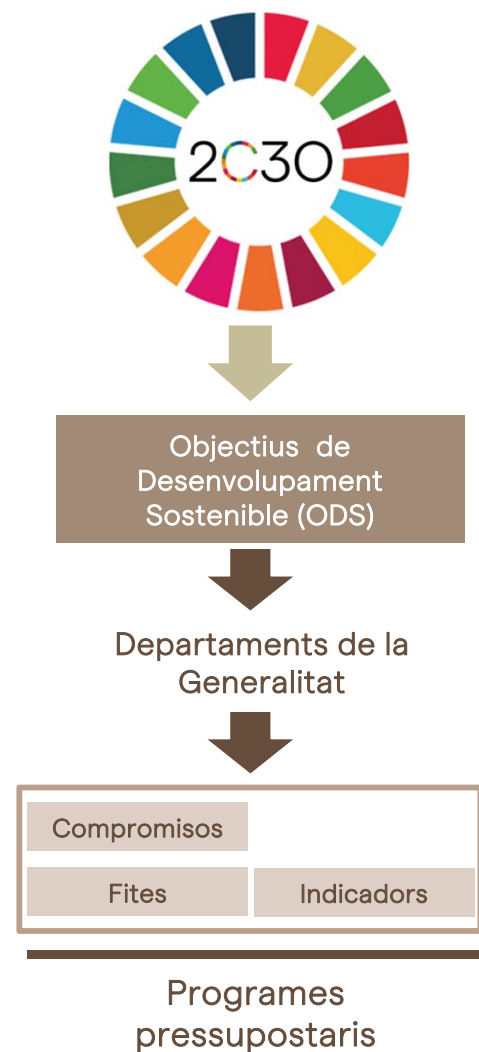 2030
Objectius de
Desenvolupament
Sostenible (ODS)
Departaments de la
Generalitat
Compromisos
Fites
Indicadors
Programes
pressupostaris